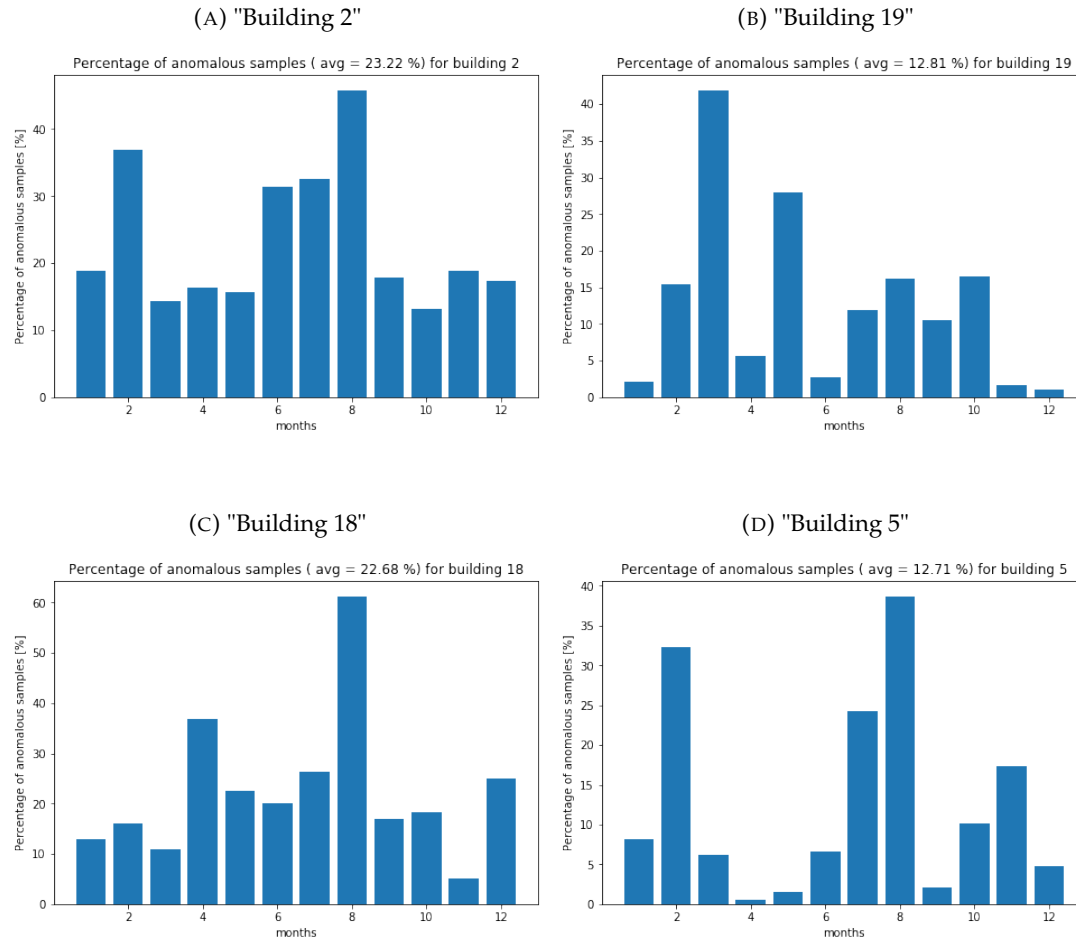 (A) "Building 2"
Percentage of anomalous samples ( avg = 23.22 %) for building 2
Percentage of anomalous samples [%]
40
30
20
10
0
2 4 6 8 10 12
months
(B) "Building 19"
Percentage of anomalous samples ( avg = 12.81 %) for building 19
Percentage of anomalous samples [%]
40
35
30
25
20
15
10
5
0
2 4 6 8 10 12
months
(C) "Building 18"
Percentage of anomalous samples ( avg = 22.68 %) for building 18
Percentage of anomalous samples [%]
60
50
40
30
20
10
0
2 4 6 8 10 12
months
(D) "Building 5"
Percentage of anomalous samples ( avg = 12.71 %) for building 5
Percentage of anomalous samples [%]
40
35
30
25
20
15
10
5
0
2 4 6 8 10 12
months